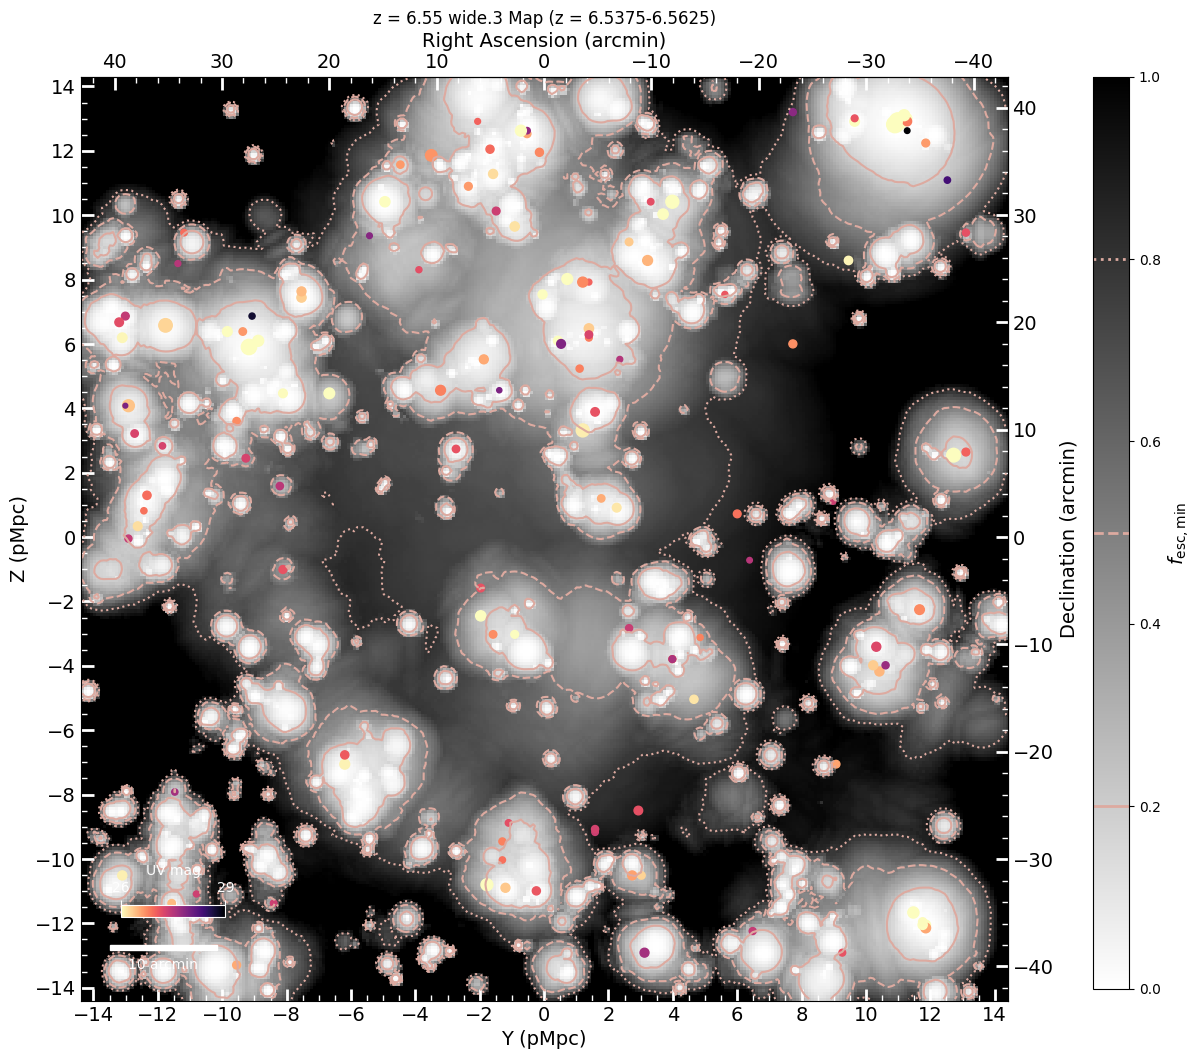 z = 6.55 wide.3 Map (z = 6.5375-6.5625)
Right Ascension (arcmin)
40 30 20 10 0 −10 −20 −30 −40
14 12 10 8 6 4 2 0 −2 −4 −6 −8 −10 −12 −14
Z (pMpc)
40 30 20 10 0 −10 −20 −30 −40
Declination (arcmin)
1.0 0.8 0.6 0.4 0.2 0.0
f_esc,min
UV mag
26 29
10 arcmin
−14 −12 −10 −8 −6 −4 −2 0 2 4 6 8 10 12 14
Y (pMpc)